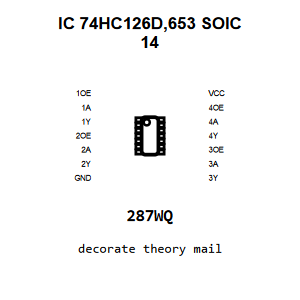 IC 74HC126D,653 SOIC
14
1OE VCC
1A 4OE
1Y 4A
2OE 4Y
2A 3OE
2Y 3A
GND 3Y
287WQ
decorate theory mail